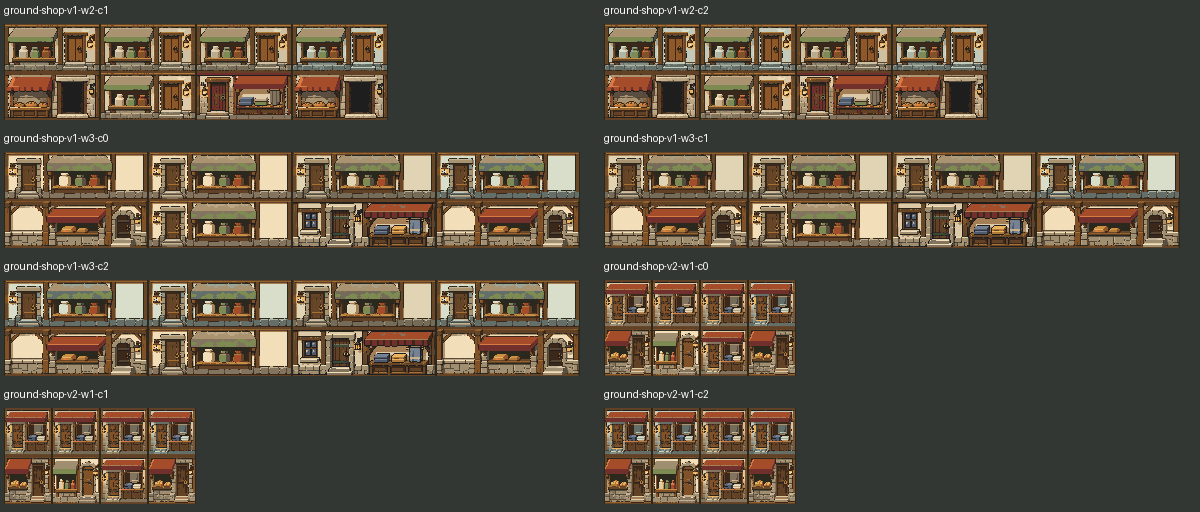 ground-shop-v1-w2-c1
ground-shop-v1-w2-c2
ground-shop-v1-w3-c0
ground-shop-v1-w3-c1
ground-shop-v1-w3-c2
ground-shop-v2-w1-c0
ground-shop-v2-w1-c1
ground-shop-v2-w1-c2